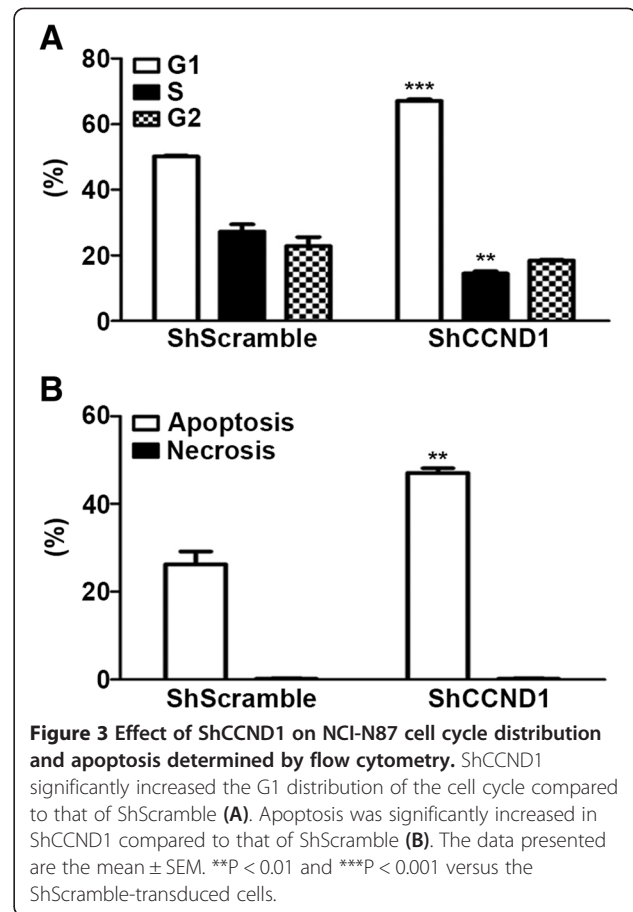 A
G1
S
G2
(%)
80
60
40
20
0
***
**
ShScramble
ShCCND1
B
Apoptosis
Necrosis
(%)
60
40
20
0
**
ShScramble
ShCCND1
Figure 3 Effect of ShCCND1 on NCI-N87 cell cycle distribution
and apoptosis determined by flow cytometry. ShCCND1
significantly increased the G1 distribution of the cell cycle compared
to that of ShScramble (A). Apoptosis was significantly increased in
ShCCND1 compared to that of ShScramble (B). The data presented
are the mean ± SEM. **P < 0.01 and ***P < 0.001 versus the
ShScramble-transduced cells.